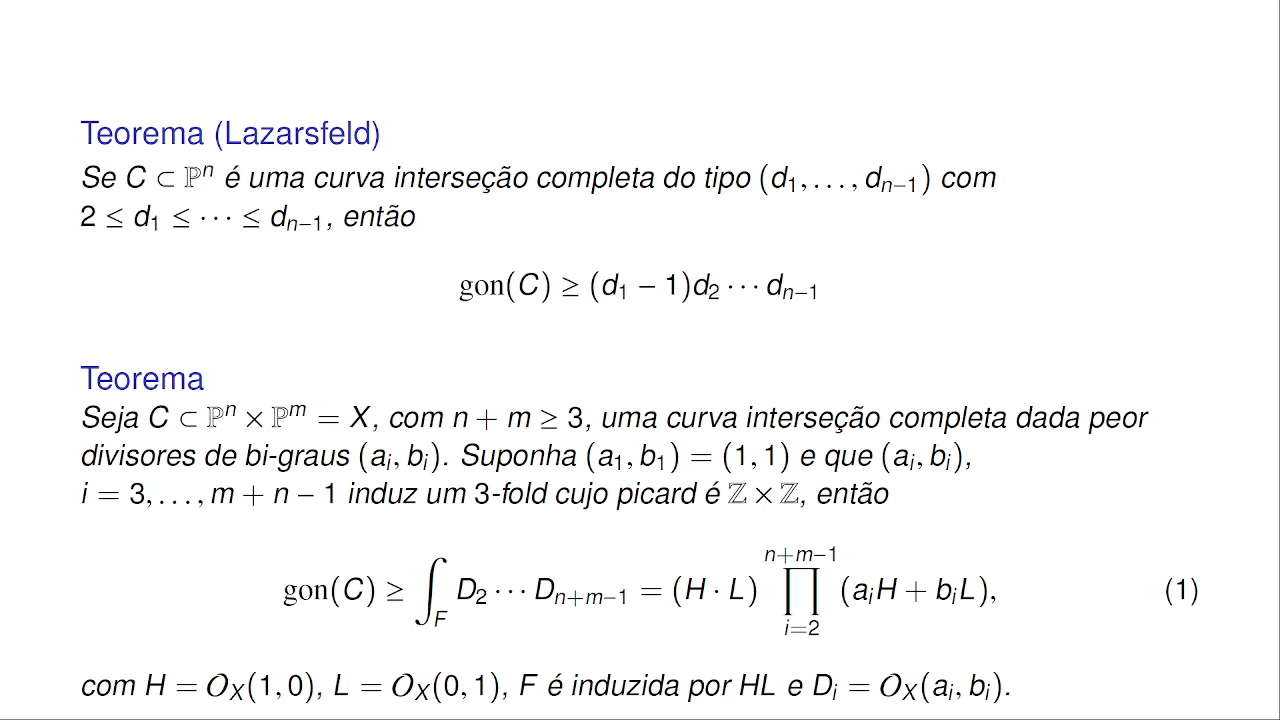 Teorema (Lazarsfeld)
Se C ⊂ ℙⁿ é uma curva interseção completa do tipo (d₁, . . . , dₙ₋₁) com
2 ≤ d₁ ≤ · · · ≤ dₙ₋₁, então
gon(C) ≥ (d₁ − 1)d₂ · · · dₙ₋₁
Teorema
Seja C ⊂ ℙⁿ × ℙᵐ = X, com n + m ≥ 3, uma curva interseção completa dada peor
divisores de bi-graus (aᵢ, bᵢ). Suponha (a₁, b₁) = (1, 1) e que (aᵢ, bᵢ),
i = 3, . . . , m + n − 1 induz um 3-fold cujo picard é ℤ × ℤ, então
gon(C) ≥ ∫_F D₂ · · · Dₙ₊ₘ₋₁ = (H · L) ∏_{i=2}^{n+m−1} (aᵢH + bᵢL), (1)
com H = 𝒪_X(1, 0), L = 𝒪_X(0, 1), F é induzida por HL e Dᵢ = 𝒪_X(aᵢ, bᵢ).